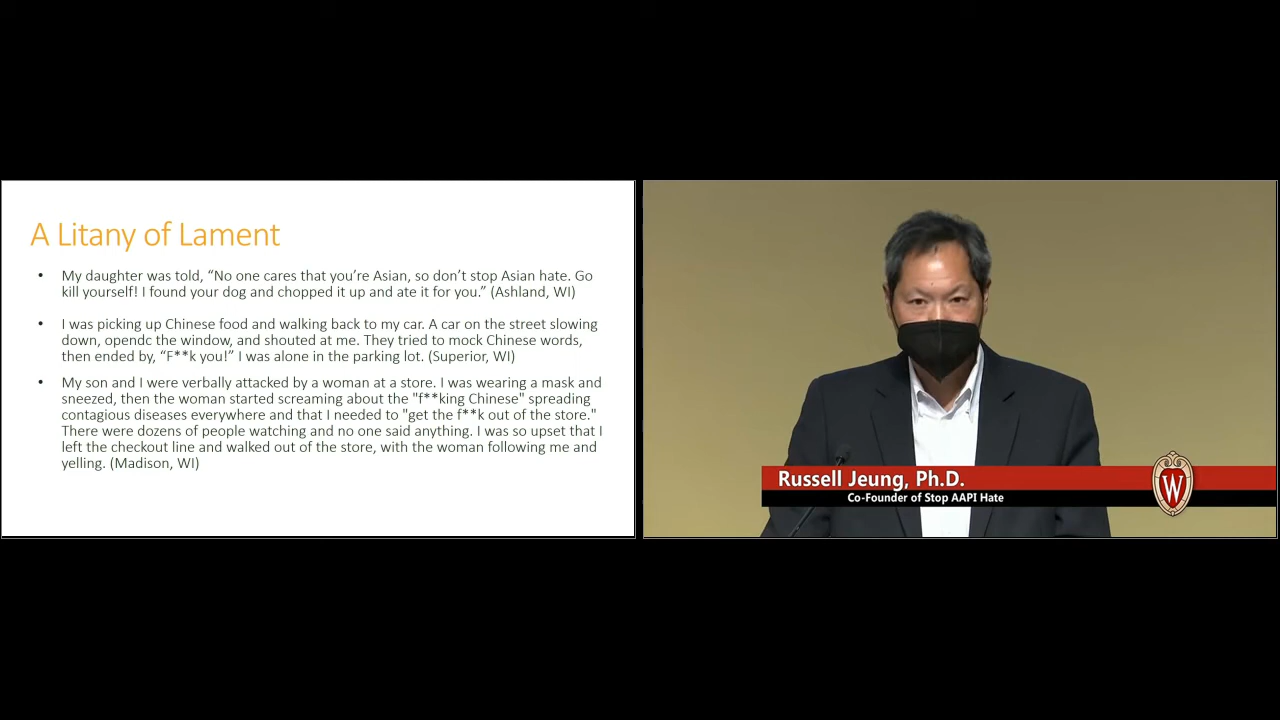 A Litany of Lament
• My daughter was told, “No one cares that you’re Asian, so don’t stop Asian hate. Go
kill yourself! I found your dog and chopped it up and ate it for you.” (Ashland, WI)
• I was picking up Chinese food and walking back to my car. A car on the street slowing
down, opendc the window, and shouted at me. They tried to mock Chinese words,
then ended by, “F**k you!” I was alone in the parking lot. (Superior, WI)
• My son and I were verbally attacked by a woman at a store. I was wearing a mask and
sneezed, then the woman started screaming about the "f**king Chinese" spreading
contagious diseases everywhere and that I needed to "get the f**k out of the store."
There were dozens of people watching and no one said anything. I was so upset that I
left the checkout line and walked out of the store, with the woman following me and
yelling. (Madison, WI)
Russell Jeung, Ph.D.
Co-Founder of Stop AAPI Hate
W